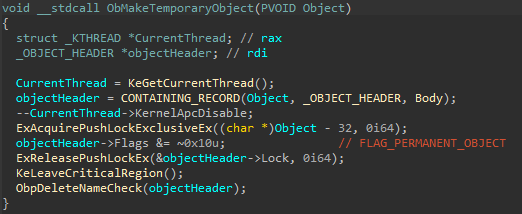 void __stdcall ObMakeTemporaryObject(PVOID Object)
{
  struct _KTHREAD *CurrentThread; // rax
  _OBJECT_HEADER *objectHeader; // rdi

  CurrentThread = KeGetCurrentThread();
  objectHeader = CONTAINING_RECORD(Object, _OBJECT_HEADER, Body);
  --CurrentThread->KernelApcDisable;
  ExAcquirePushLockExclusiveEx((char *)Object - 32, 0i64);
  objectHeader->Flags &= ~0x10u;                // FLAG_PERMANENT_OBJECT
  ExReleasePushLockEx(&objectHeader->Lock, 0i64);
  KeLeaveCriticalRegion();
  ObpDeleteNameCheck(objectHeader);
}